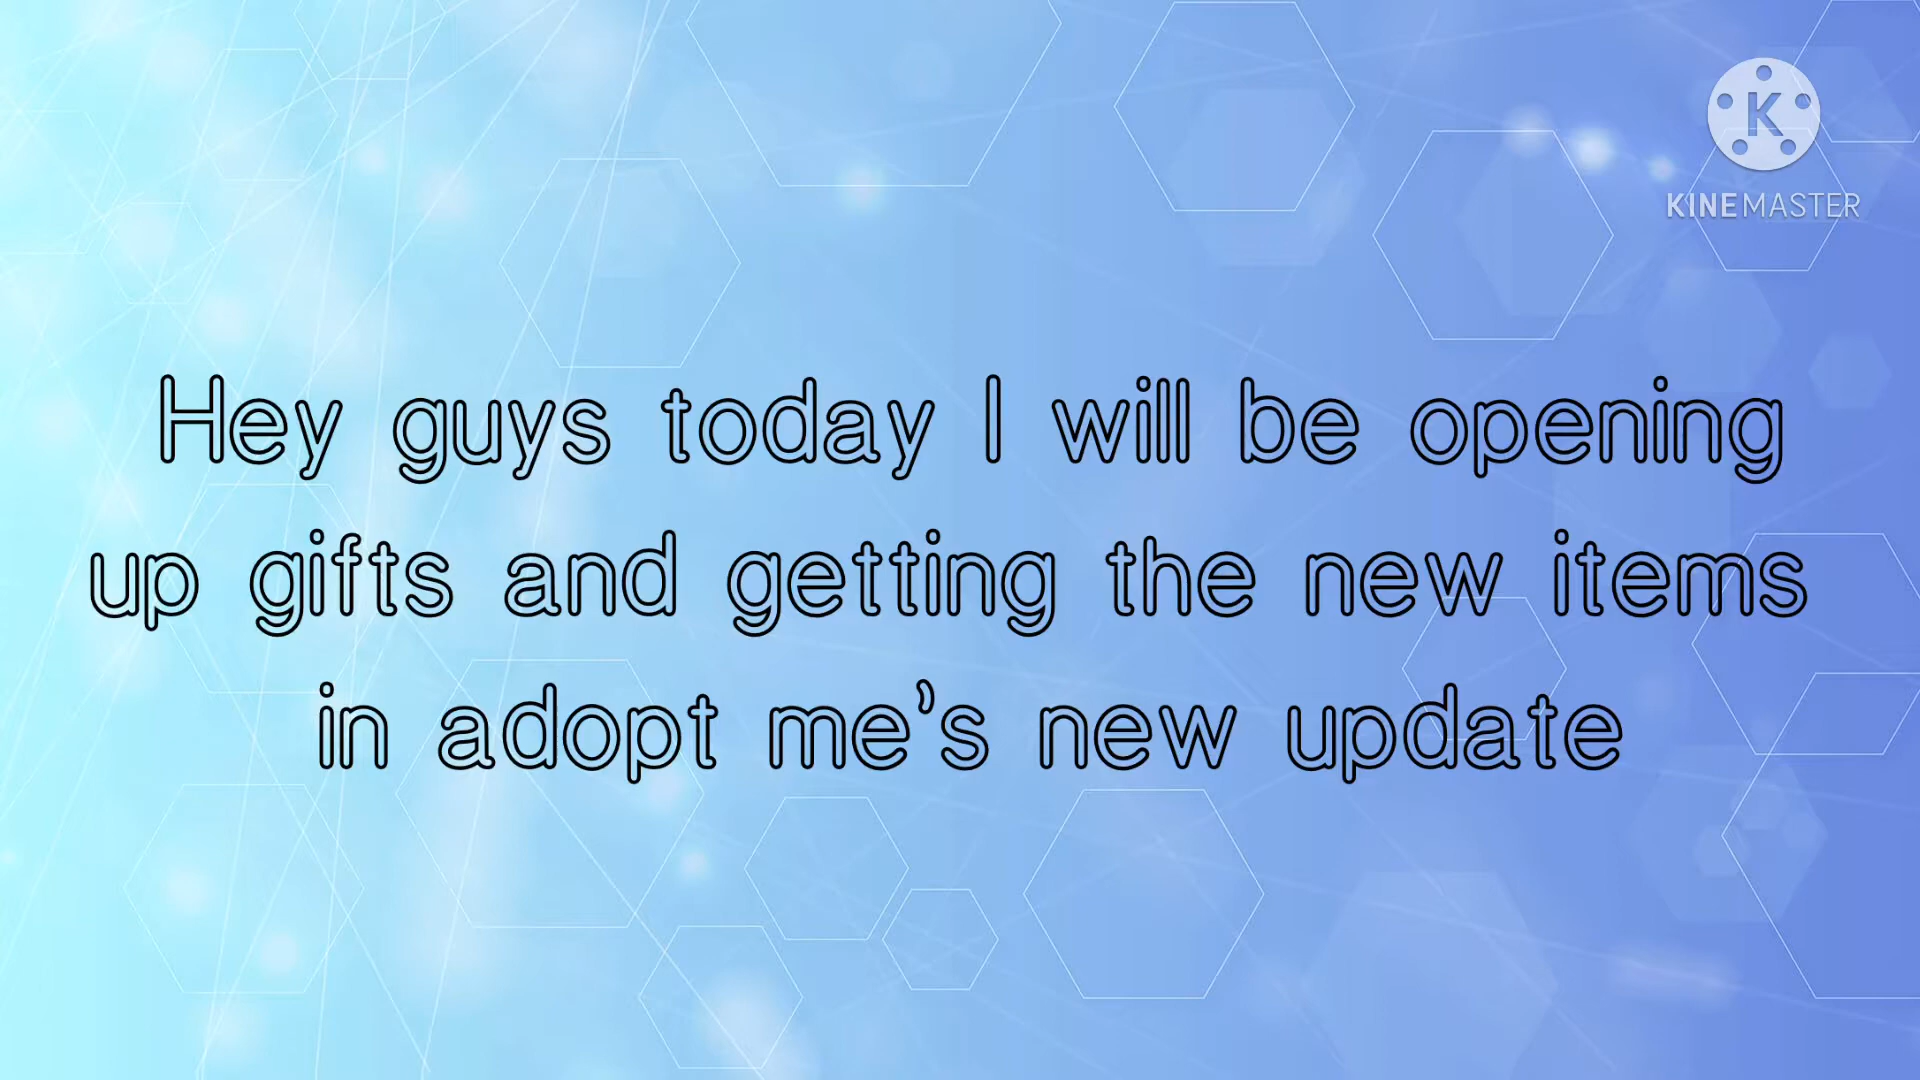 K
KINEMASTER
Hey guys today I will be opening
up gifts and getting the new items
in adopt me's new update